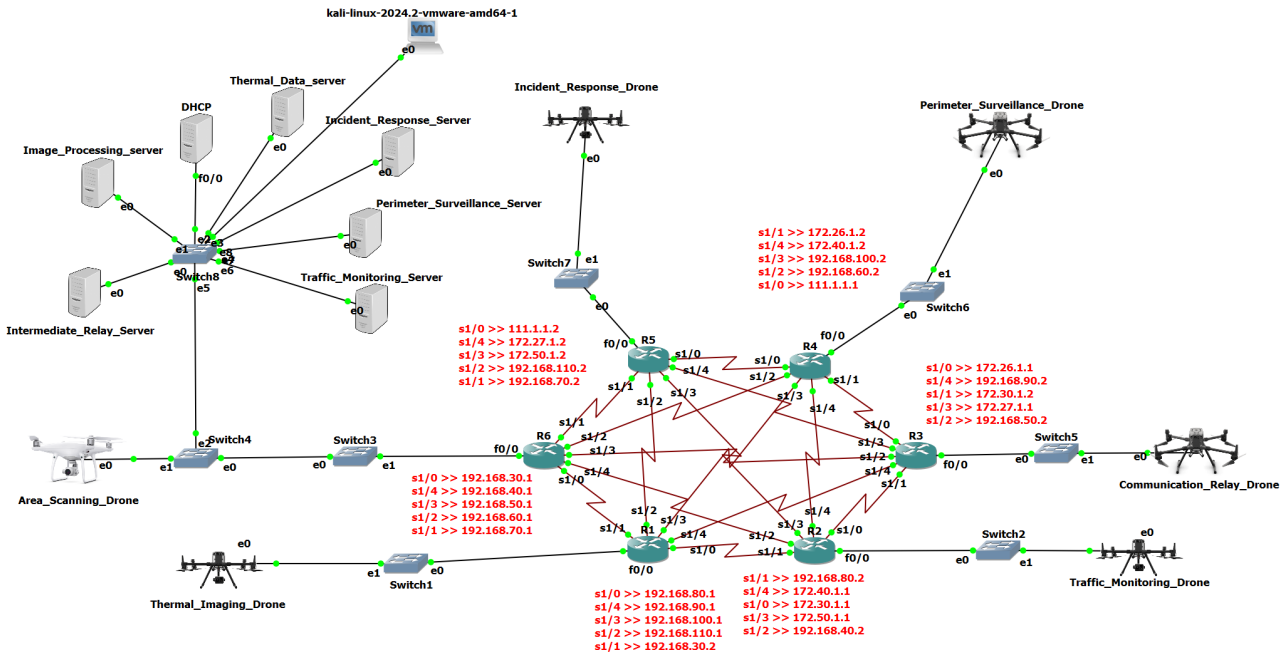 kali-linux-2024.2-vmware-amd64-1
vm
e0
Thermal_Data_server
e0
DHCP
f0/0
Incident_Response_Server
e0
Image_Processing_server
e0
Perimeter_Surveillance_Server
e0
Traffic_Monitoring_Server
e0
Intermediate_Relay_Server
e0
e1
e2
e3
e8
e6
e0
Switch8
e5
Incident_Response_Drone
e0
Perimeter_Surveillance_Drone
e0
s1/1 >> 172.26.1.2
s1/4 >> 172.40.1.2
s1/3 >> 192.168.100.2
s1/2 >> 192.168.60.2
s1/0 >> 111.1.1.1
Switch7
e1
e0
e1
Switch6
e0
s1/0 >> 111.1.1.2
s1/4 >> 172.27.1.2
s1/3 >> 172.50.1.2
s1/2 >> 192.168.110.2
s1/1 >> 192.168.70.2
f0/0
R5
s1/0
s1/4
s1/3
s1/1
s1/2
f0/0
R4
s1/0
s1/2
s1/1
s1/3
s1/4
s1/0 >> 172.26.1.1
s1/4 >> 192.168.90.2
s1/1 >> 172.30.1.2
s1/3 >> 172.27.1.1
s1/2 >> 192.168.50.2
Area_Scanning_Drone
e0
e2
Switch4
e1
e0
Switch3
e0
e1
f0/0
R6
s1/1
s1/2
s1/3
s1/4
s1/0
s1/0
s1/3
s1/2
s1/4
s1/1
R3
f0/0
Switch5
e0
e1
e0
Communication_Relay_Drone
s1/0 >> 192.168.30.1
s1/4 >> 192.168.40.1
s1/3 >> 192.168.50.1
s1/2 >> 192.168.60.1
s1/1 >> 192.168.70.1
e0
Thermal_Imaging_Drone
e1
e0
Switch1
s1/1
s1/2
R1
s1/3
s1/4
s1/0
f0/0
s1/2
s1/1
s1/3
R2
s1/4
s1/0
f0/0
Switch2
e0
e1
e0
Traffic_Monitoring_Drone
s1/0 >> 192.168.80.1
s1/4 >> 192.168.90.1
s1/3 >> 192.168.100.1
s1/2 >> 192.168.110.1
s1/1 >> 192.168.30.2
s1/1 >> 192.168.80.2
s1/4 >> 172.40.1.1
s1/0 >> 172.30.1.1
s1/3 >> 172.50.1.1
s1/2 >> 192.168.40.2